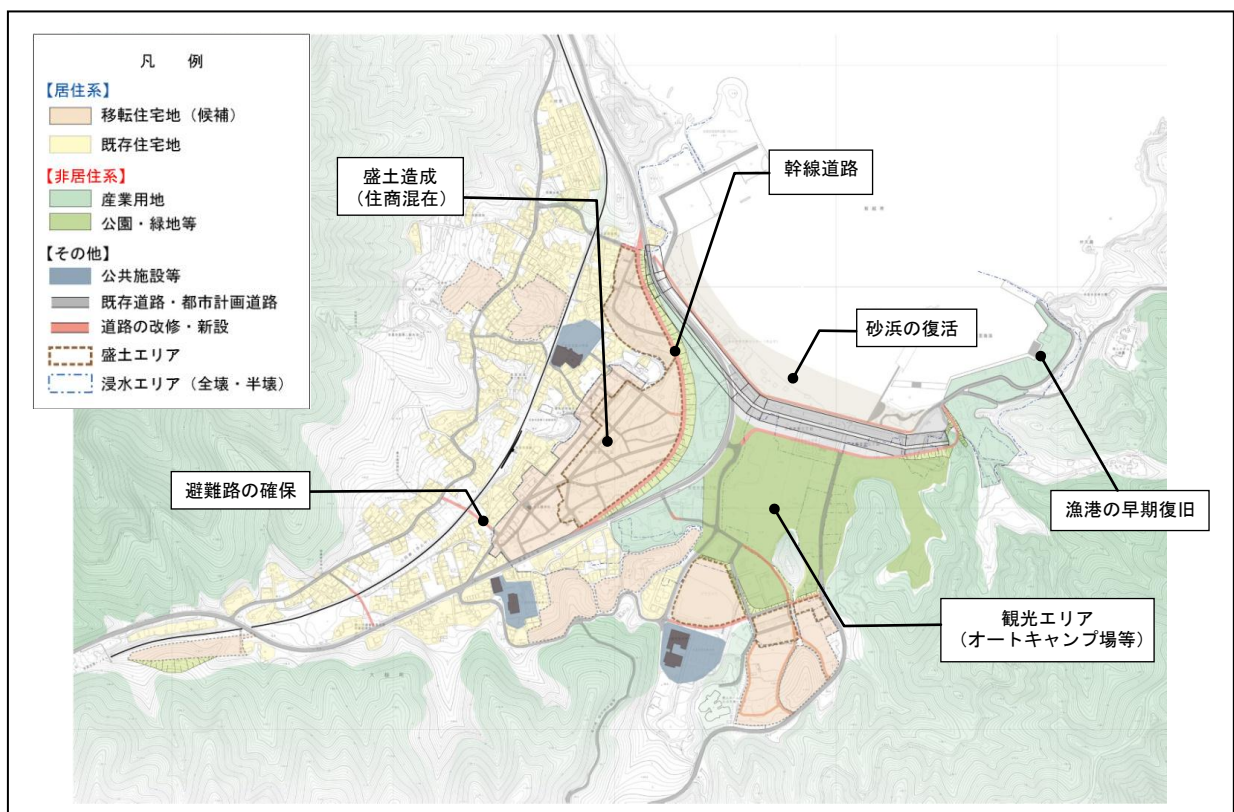 凡　例
【居住系】
移転住宅地（候補）
既存住宅地
【非居住系】
産業用地
公園・緑地等
【その他】
公共施設等
既存道路・都市計画道路
道路の改修・新設
盛土エリア
浸水エリア（全壊・半壊）
盛土造成
（住商混在）
幹線道路
砂浜の復活
避難路の確保
漁港の早期復旧
観光エリア
（オートキャンプ場等）